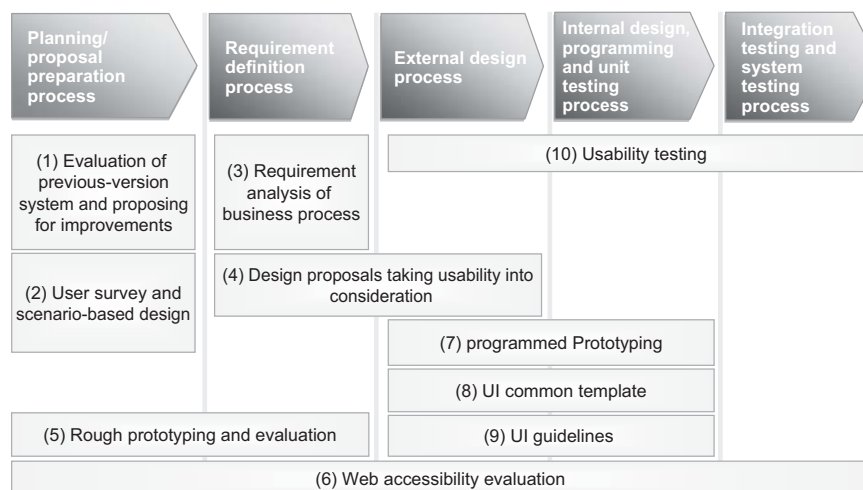 Planning/
proposal
preparation
process
Requirement
definition
process
External design
process
Internal design,
programming
and unit
testing
process
Integration
testing and
system
testing
process
(1) Evaluation of
previous-version
system and proposing
for improvements
(3) Requirement
analysis of
business process
(10) Usability testing
(2) User survey and
scenario-based design
(4) Design proposals taking usability into
consideration
(7) programmed Prototyping
(8) UI common template
(5) Rough prototyping and evaluation
(9) UI guidelines
(6) Web accessibility evaluation